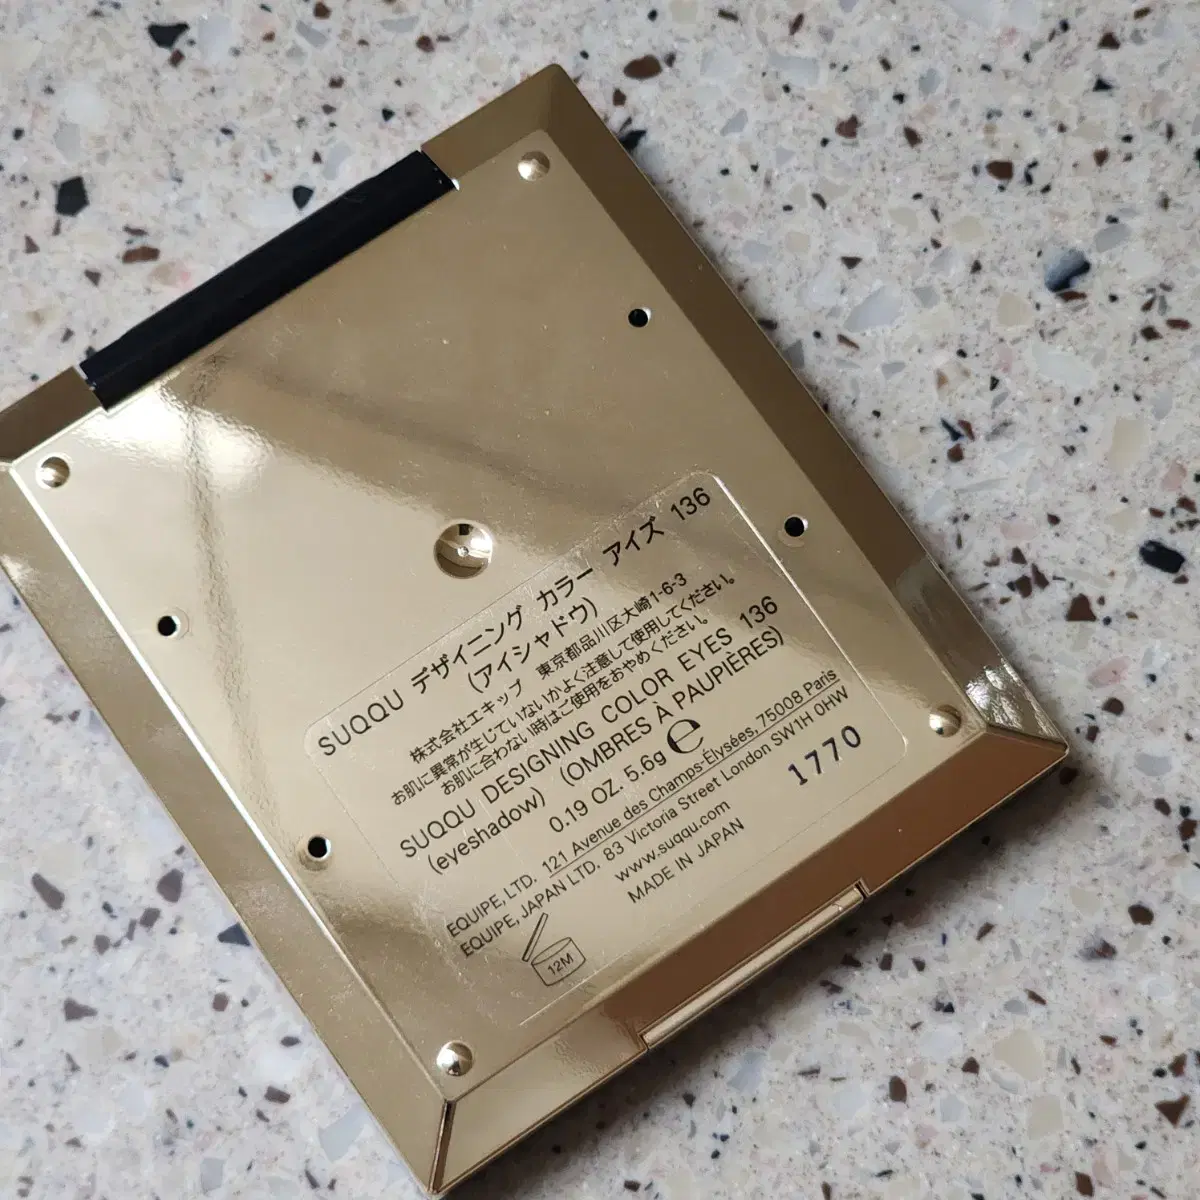 SUQQU デザイニング カラー アイズ 136
(アイシャドウ)
株式会社エキップ 東京都品川区大崎1-6-3
お肌に異常が生じていないかよく注意して使用してください。
お肌に合わない時はご使用をおやめください。
SUQQU DESIGNING COLOR EYES 136
(eyeshadow) (OMBRES À PAUPIÈRES)
0.19 OZ. 5.6g ℮
EQUIPE, LTD. 121 Avenue des Champs-Élysées, 75008 Paris
EQUIPE, JAPAN LTD. 83 Victoria Street London SW1H 0HW
www.suqqu.com
MADE IN JAPAN
1770
12M